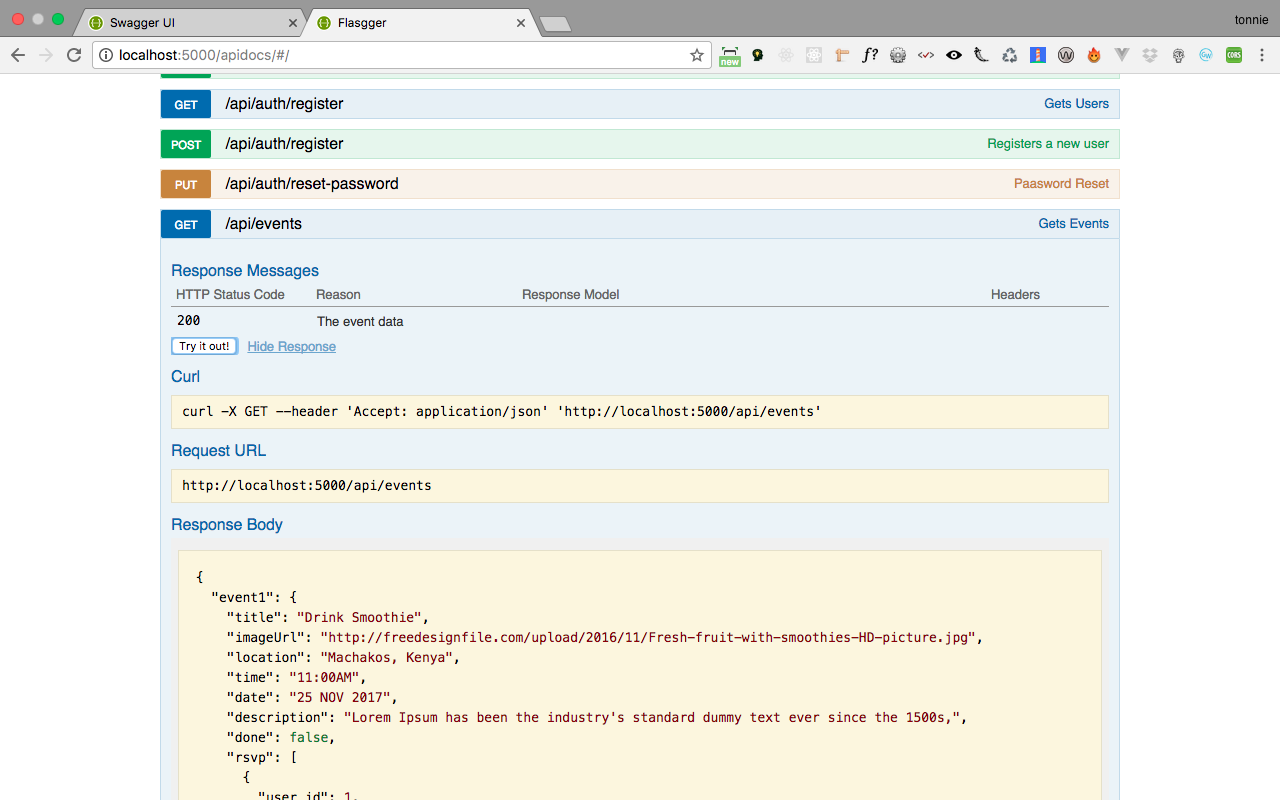 Swagger UI
Flasgger
tonnie
localhost:5000/apidocs/#/
new
f?
CORS
GET /api/auth/register Gets Users
POST /api/auth/register Registers a new user
PUT /api/auth/reset-password Paasword Reset
GET /api/events Gets Events
Response Messages
HTTP Status Code Reason Response Model Headers
200 The event data
Try it out! Hide Response
Curl
curl -X GET --header 'Accept: application/json' 'http://localhost:5000/api/events'
Request URL
http://localhost:5000/api/events
Response Body
{
"event1": {
"title": "Drink Smoothie",
"imageUrl": "http://freedesignfile.com/upload/2016/11/Fresh-fruit-with-smoothies-HD-picture.jpg",
"location": "Machakos, Kenya",
"time": "11:00AM",
"date": "25 NOV 2017",
"description": "Lorem Ipsum has been the industry's standard dummy text ever since the 1500s,",
"done": false,
"rsvp": [
{
"user_id": 1,